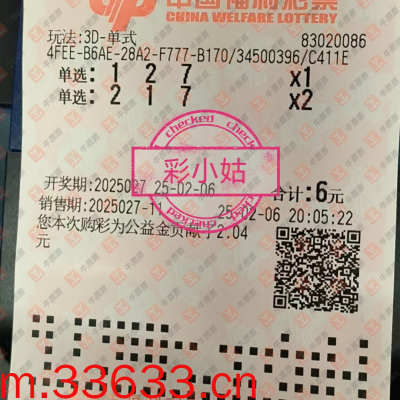 中国福利彩票
CHINA WELFARE LOTTERY
玩法:3D-单式 83020086
4FEE-B6AE-28A2-F777-B170/34500396/C411E
单选: 1 2 7 x1
单选: 2 1 7 x2
checked checked
彩小姑
checked checked
开奖期:2025027 25-02-06 合计:6元
销售期:2025027-11 25-02-06 20:05:22
您本次购彩为公益金贡献了2.04
元
m.33633.cn